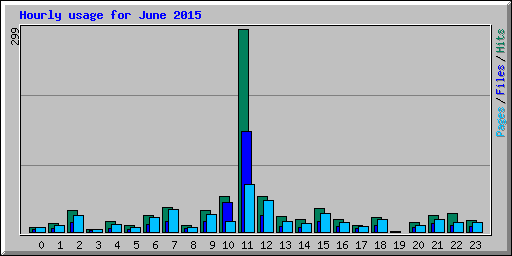 Hourly usage for June 2015
299
Pages/Files/Hits
0 1 2 3 4 5 6 7 8 9 10 11 12 13 14 15 16 17 18 19 20 21 22 23